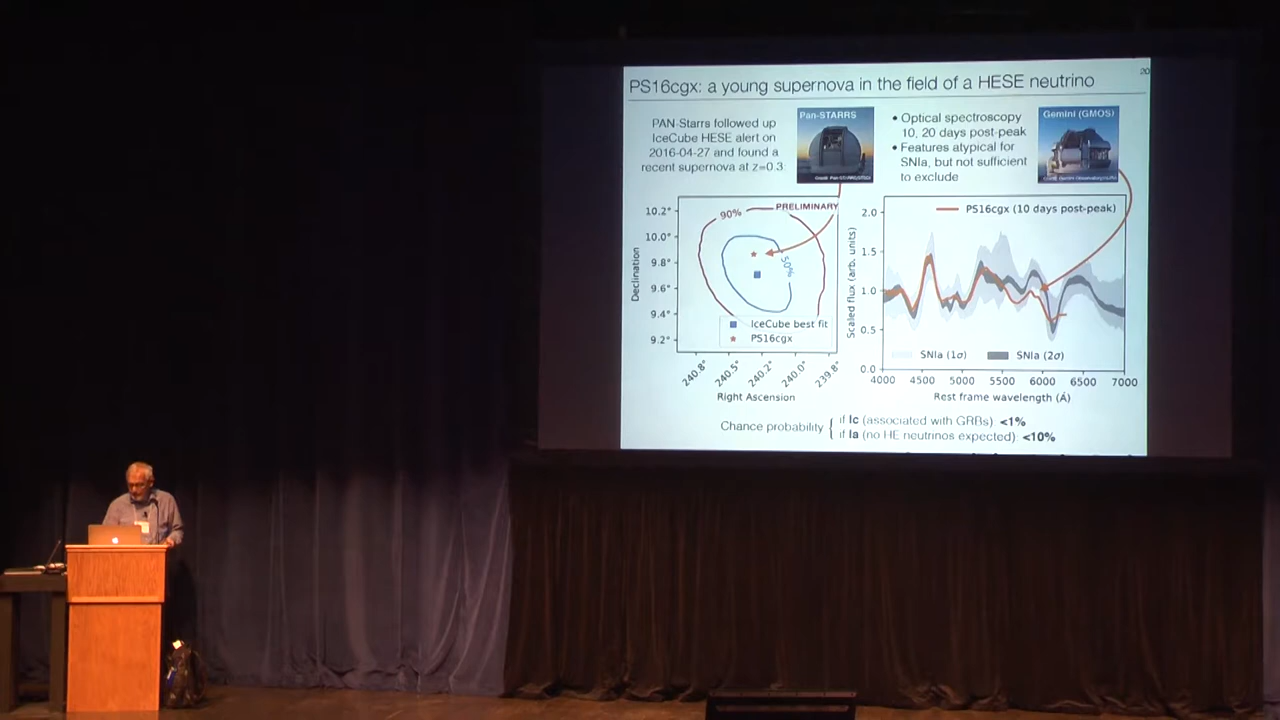 20
PS16cgx: a young supernova in the field of a HESE neutrino
PAN-Starrs followed up
IceCube HESE alert on
2016-04-27 and found a
recent supernova at z=0.3
Pan-STARRS
• Optical spectroscopy
10, 20 days post-peak
• Features atypical for
SNIa, but not sufficient
to exclude
Gemini (GMOS)
PRELIMINARY
90%
50%
10.2°
10.0°
9.8°
9.6°
9.4°
9.2°
Declination
IceCube best fit
PS16cgx
240.8°
240.5°
240.2°
240.0°
239.8°
Right Ascension
PS16cgx (10 days post-peak)
2.0
1.5
1.0
0.5
0.0
Scaled flux (arb. units)
SNIa (1σ)
SNIa (2σ)
4000 4500 5000 5500 6000 6500 7000
Rest frame wavelength (Å)
Chance probability
if Ic (associated with GRBs): <1%
if Ia (no HE neutrinos expected): <10%